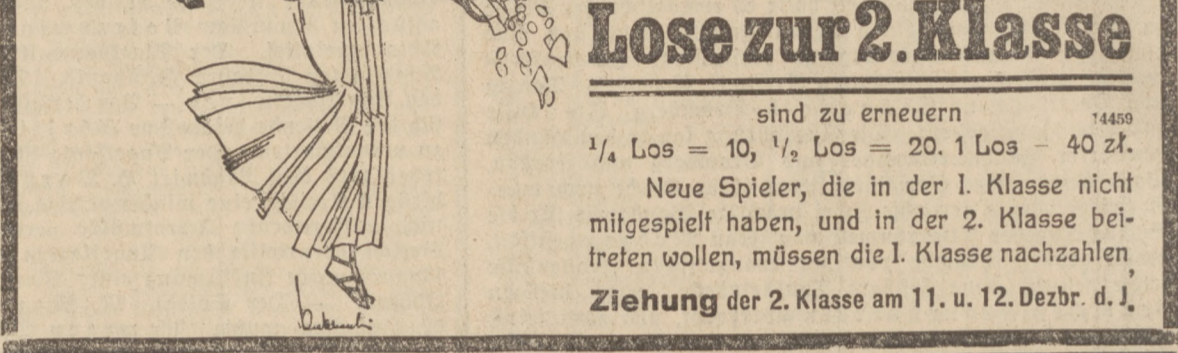 Lose zur 2. Klasse
sind zu erneuern
14459
¹/₄ Los = 10, ¹/₂ Los = 20. 1 Los – 40 zł.
Neue Spieler, die in der I. Klasse nicht
mitgespielt haben, und in der 2. Klasse bei-
treten wollen, müssen die I. Klasse nachzahlen,
Ziehung der 2. Klasse am 11. u. 12. Dezbr. d. J.